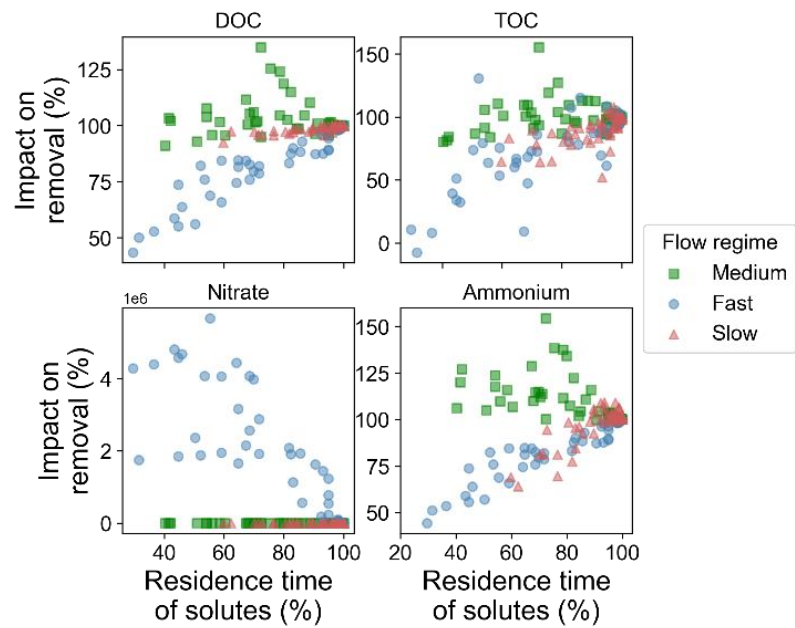 DOC
TOC
Impact on
removal (%)
125
100
75
50
150
100
50
0
Flow regime
Medium
Fast
Slow
1e6
Nitrate
Ammonium
Impact on
removal (%)
4
2
0
150
125
100
75
50
40 60 80 100
20 40 60 80 100
Residence time
of solutes (%)
Residence time
of solutes (%)